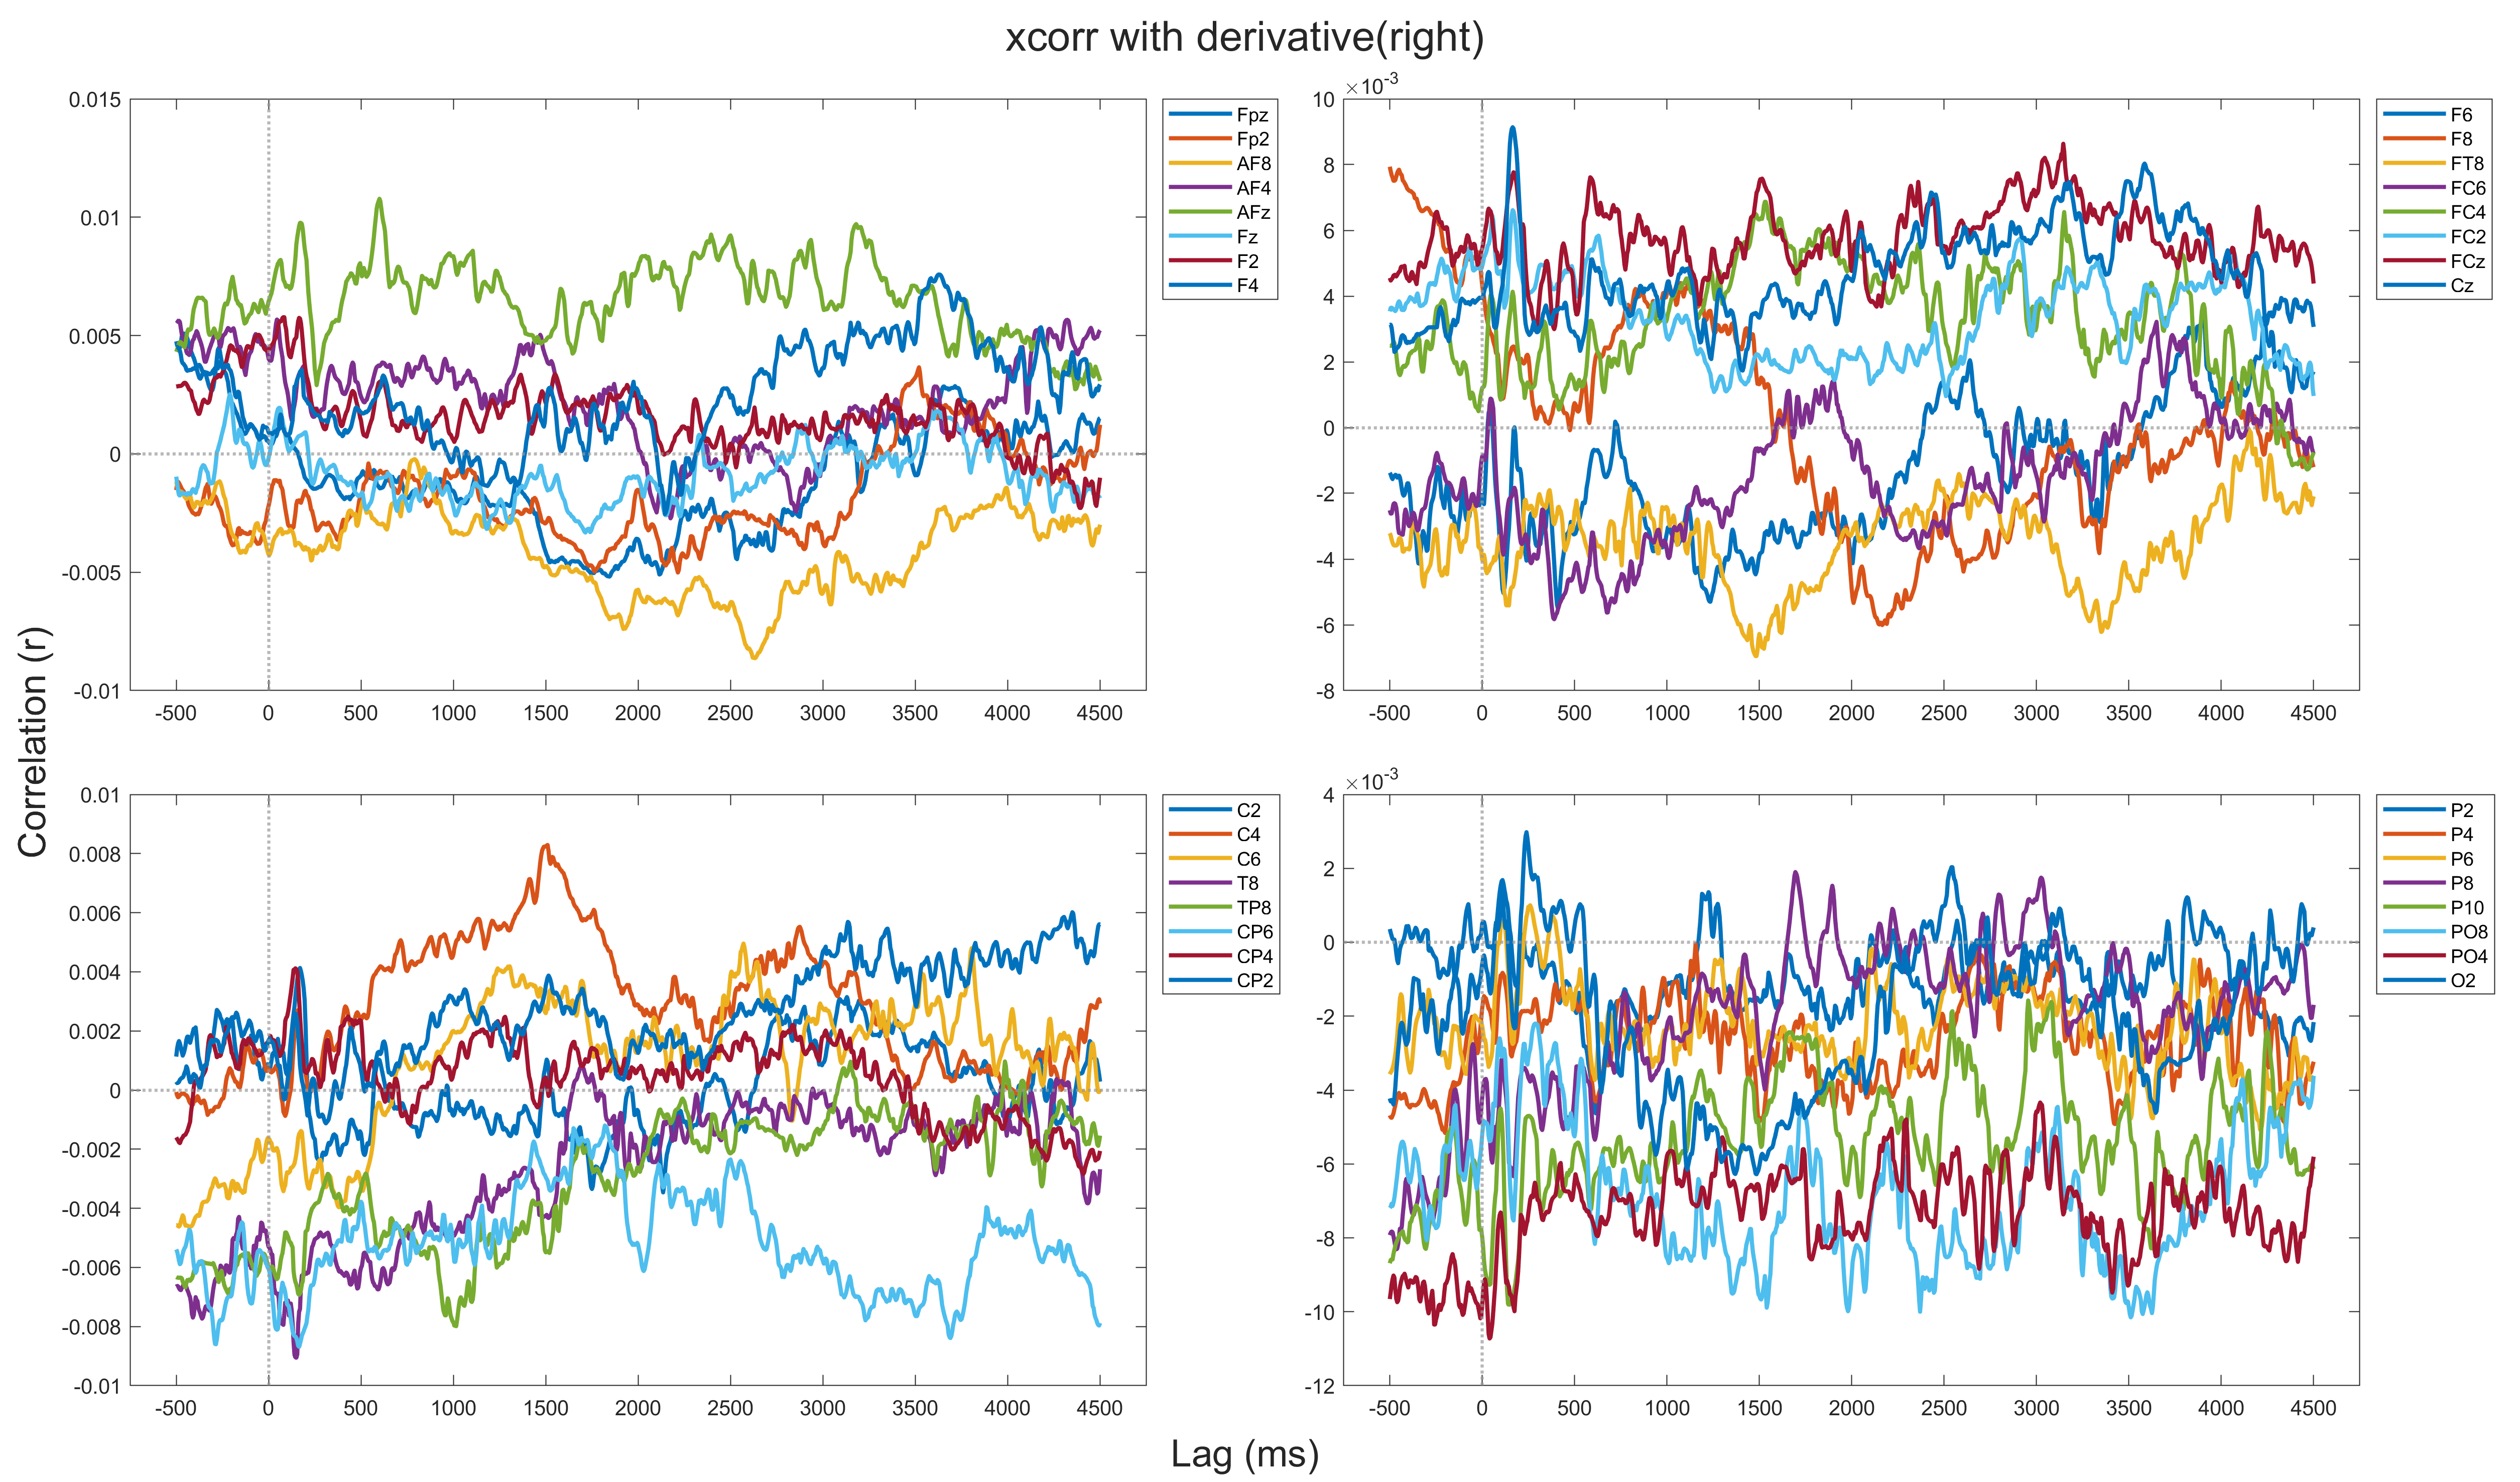 xcorr with derivative(right)
Correlation (r)
0.015
0.01
0.005
0
-0.005
-0.01
-500 0 500 1000 1500 2000 2500 3000 3500 4000 4500
Fpz
Fp2
AF8
AF4
AFz
Fz
F2
F4
×10-3
10
8
6
4
2
0
-2
-4
-6
-8
-500 0 500 1000 1500 2000 2500 3000 3500 4000 4500
F6
F8
FT8
FC6
FC4
FC2
FCz
Cz
0.01
0.008
0.006
0.004
0.002
0
-0.002
-0.004
-0.006
-0.008
-0.01
-500 0 500 1000 1500 2000 2500 3000 3500 4000 4500
C2
C4
C6
T8
TP8
CP6
CP4
CP2
×10-3
4
2
0
-2
-4
-6
-8
-10
-12
-500 0 500 1000 1500 2000 2500 3000 3500 4000 4500
P2
P4
P6
P8
P10
PO8
PO4
O2
Lag (ms)